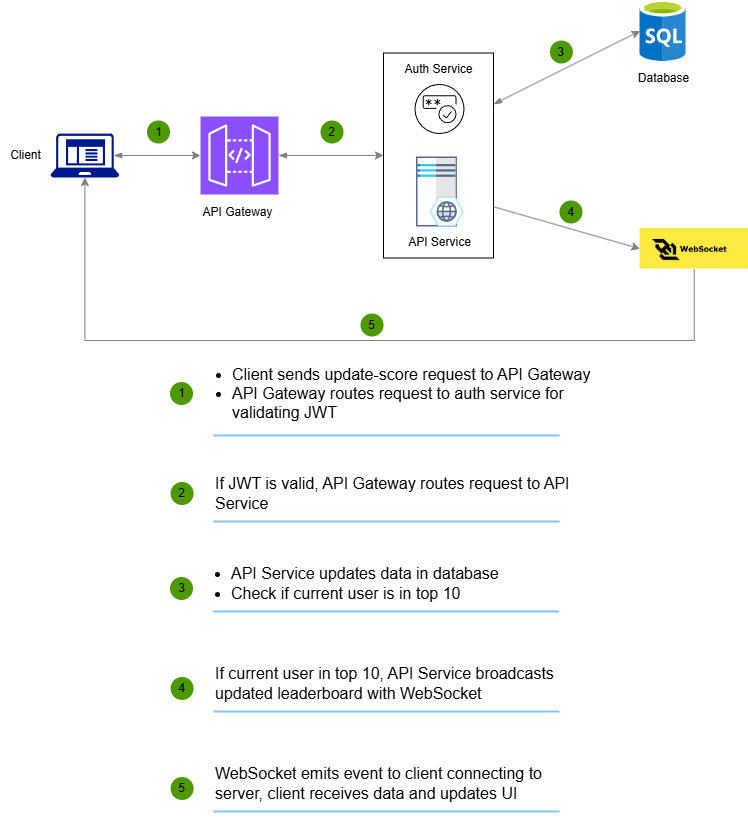 SQL
3
Auth Service
Database
**
1
2
Client
</>
API Gateway
4
API Service
WebSocket
5
• Client sends update-score request to API Gateway
1
• API Gateway routes request to auth service for
validating JWT
If JWT is valid, API Gateway routes request to API
2
Service
• API Service updates data in database
3
• Check if current user is in top 10
If current user in top 10, API Service broadcasts
4
updated leaderboard with WebSocket
WebSocket emits event to client connecting to
5
server, client receives data and updates UI